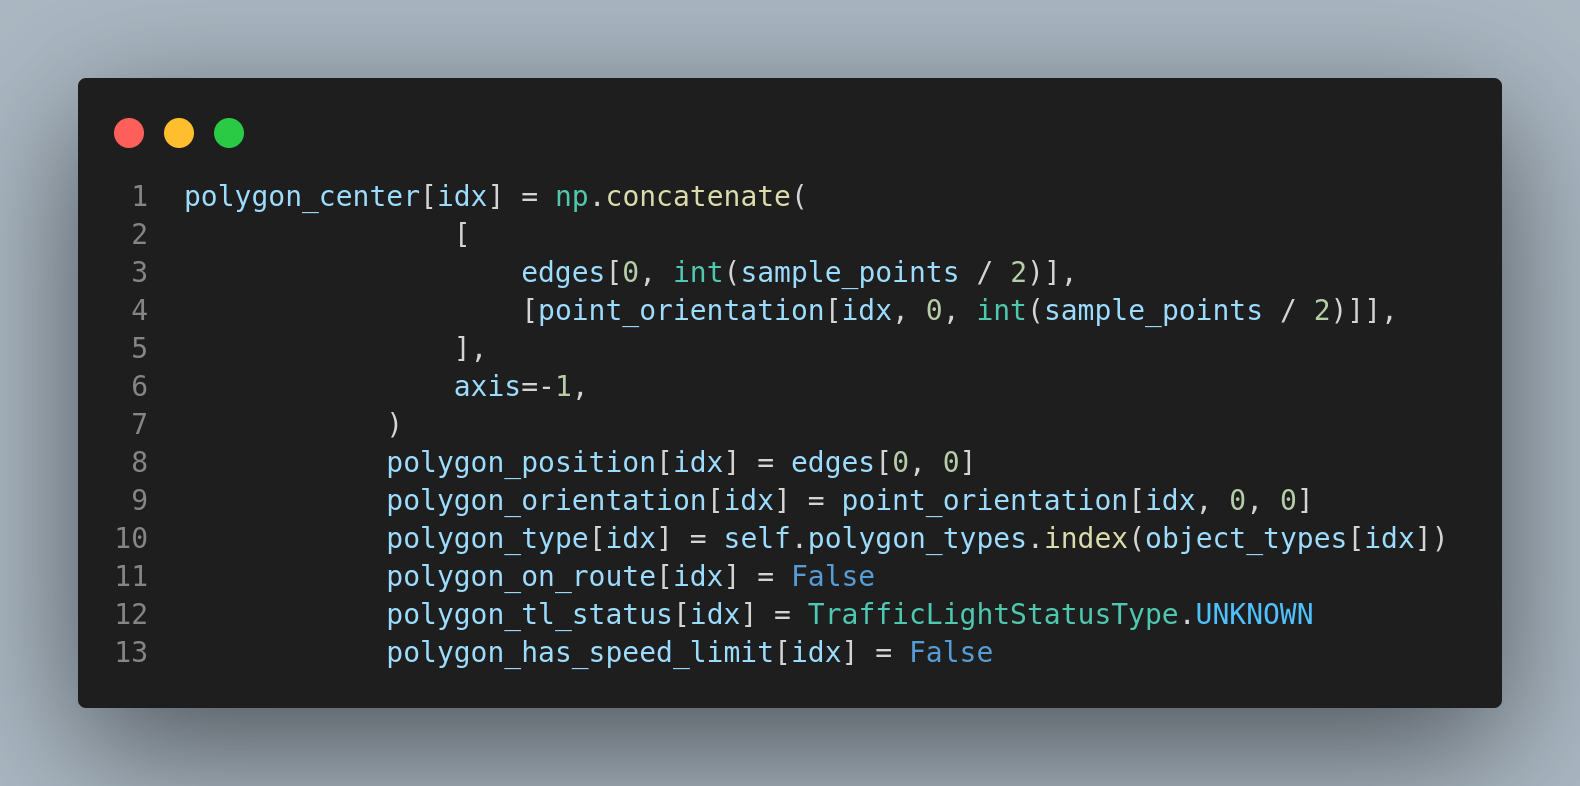 1 polygon_center[idx] = np.concatenate(
2 [
3 edges[0, int(sample_points / 2)],
4 [point_orientation[idx, 0, int(sample_points / 2)]],
5 ],
6 axis=-1,
7 )
8 polygon_position[idx] = edges[0, 0]
9 polygon_orientation[idx] = point_orientation[idx, 0, 0]
10 polygon_type[idx] = self.polygon_types.index(object_types[idx])
11 polygon_on_route[idx] = False
12 polygon_tl_status[idx] = TrafficLightStatusType.UNKNOWN
13 polygon_has_speed_limit[idx] = False